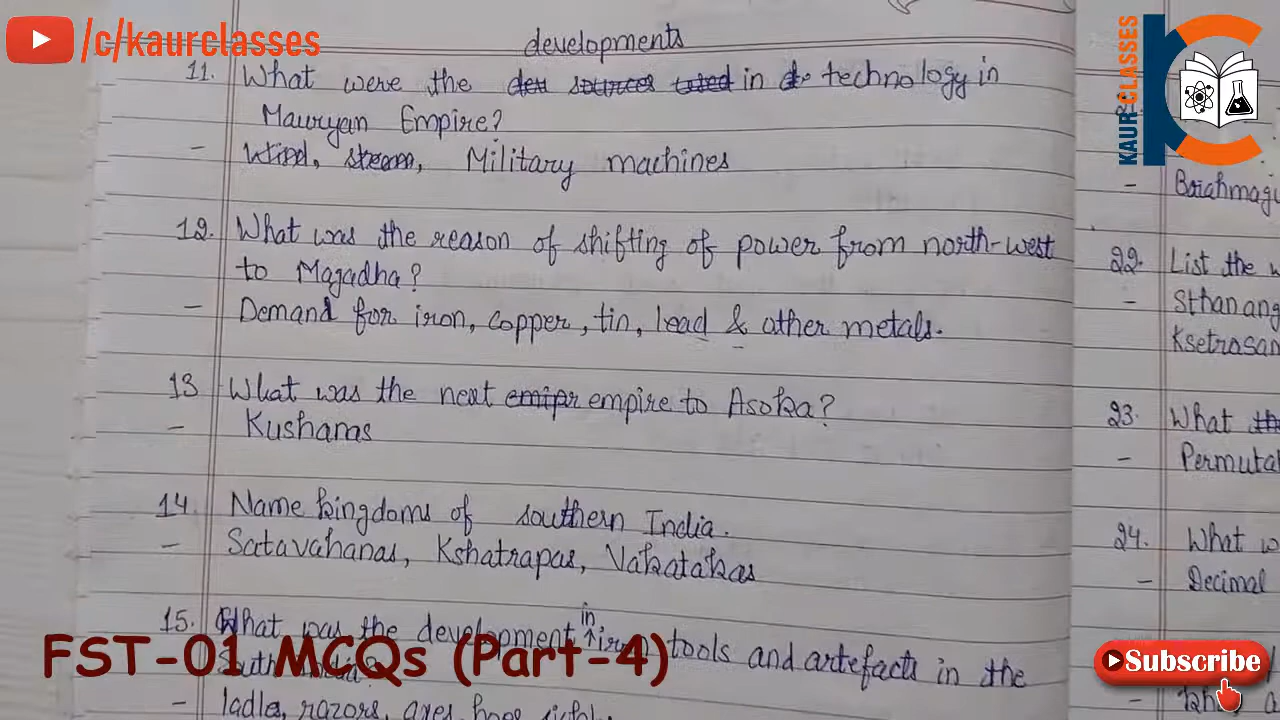 /c/kaurclasses
developments
11. What were the in technology in
Mauryan Empire?
- Military machines
12. What was the reason of shifting of power from north-west
to Magadha?
- Demand for iron, copper, tin, lead & other metals.
13 What was the next empire to Asoka?
- Kushanas
14. Name kingdoms of southern India.
- Satavahanas, Kshatrapas, Vakatakas
15. What was the development in tools and artefacts in the
- ladles, razors, axes
- 
22. List the
- Sthanang
Ksetrasam
23. What
- Permutat
24. What
- Decimal
KAUR CLASSES
FST-01 MCQs (Part-4)
Subscribe